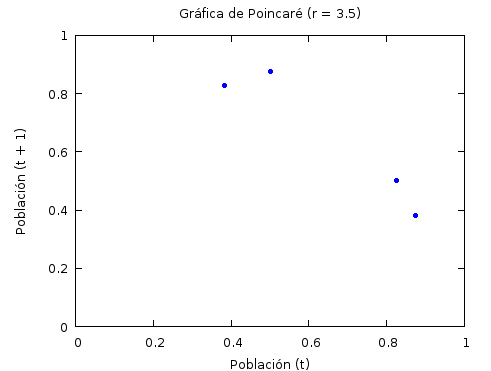 Gráfica de Poincaré (r = 3.5)
1
0.8
0.6
0.4
0.2
0
Población (t + 1)
0 0.2 0.4 0.6 0.8 1
Población (t)